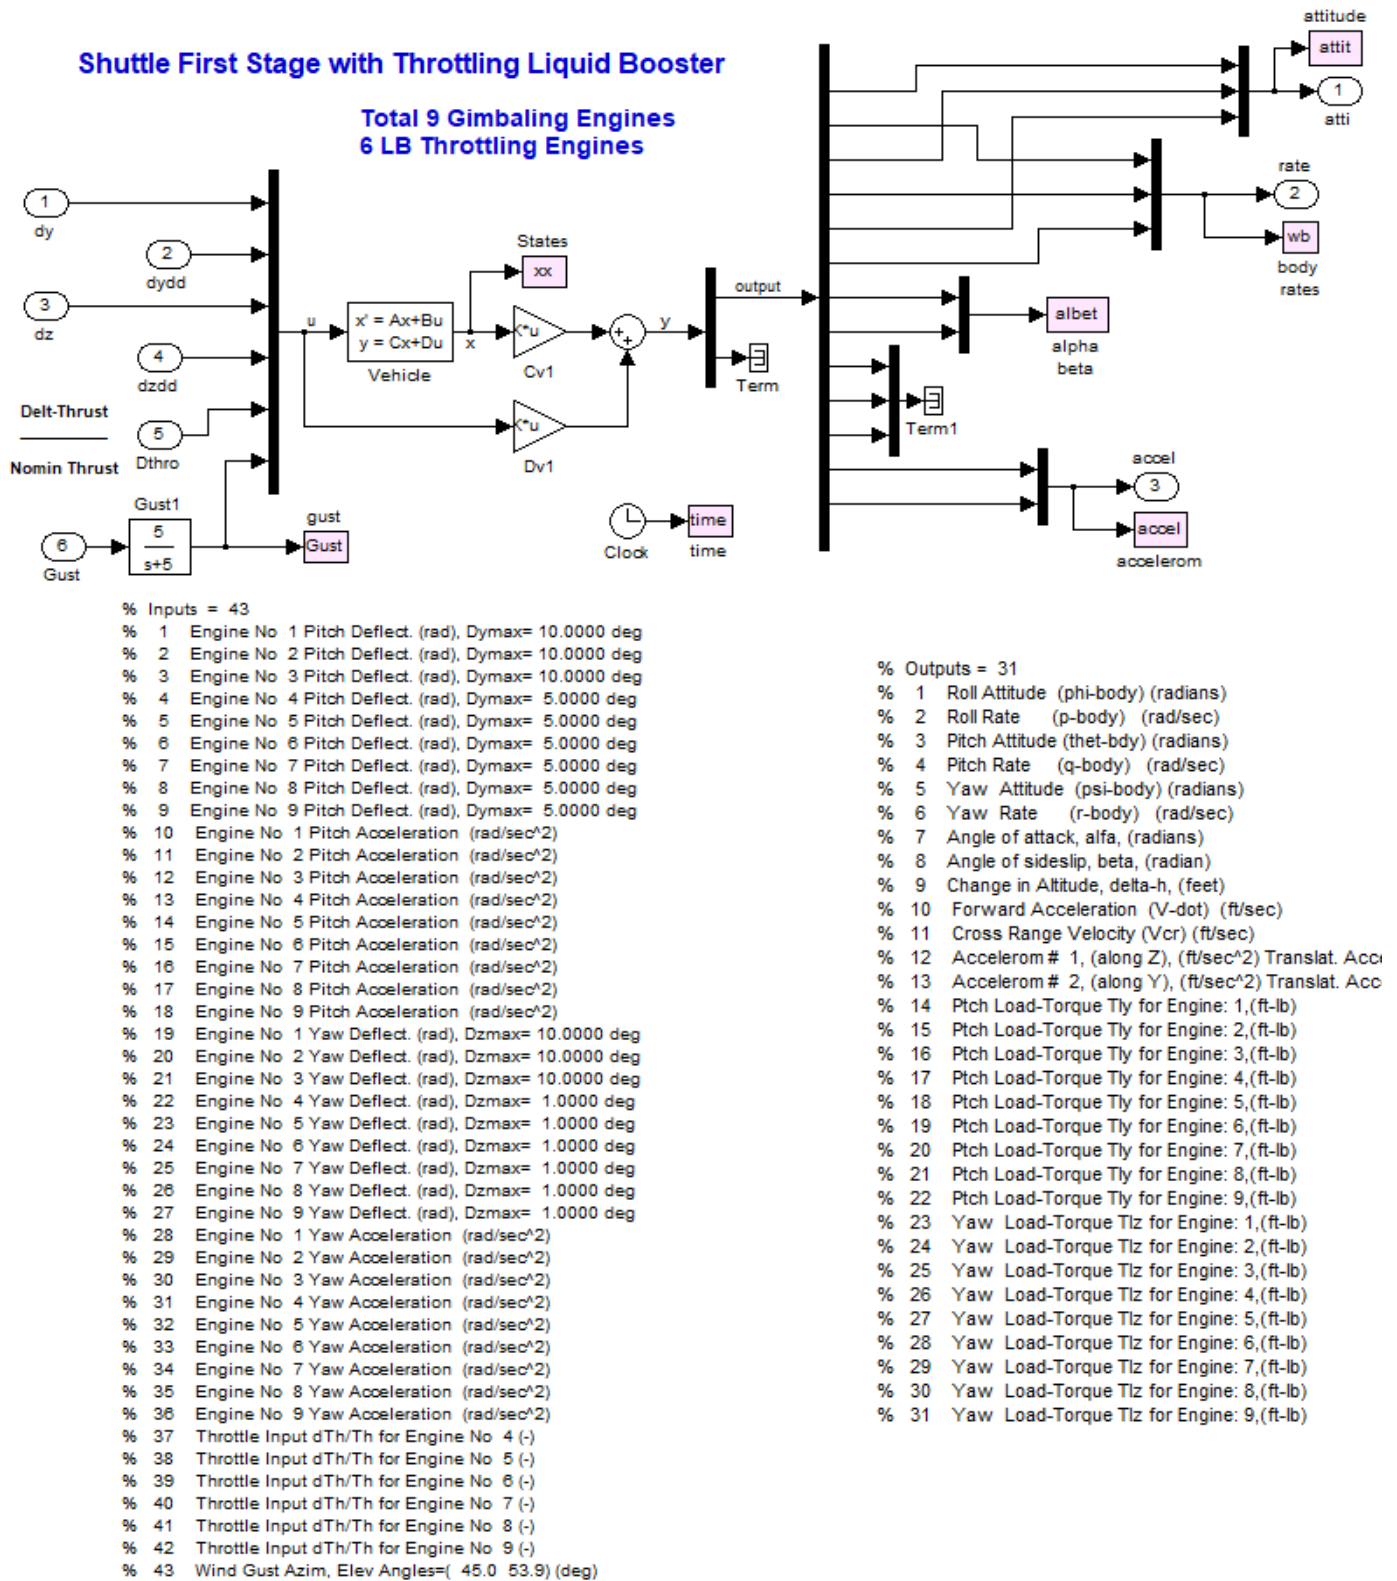 Shuttle First Stage with Throttling Liquid Booster
Total 9 Gimbaling Engines
6 LB Throttling Engines
attitude
attit
1
atti
rate
2
wb
body
rates
1
dy
2
dydd
3
dz
4
dzdd
Delt-Thrust
Nomin Thrust
5
Dthro
6
Gust
Gust1
5
s+5
gust
Gust
u
x' = Ax+Bu
y = Cx+Du
Vehicle
x
States
xx
K*u
Cv1
K*u
Dv1
+
+
y
output
Term
Clock
time
time
albet
alpha
beta
Term1
accel
3
accel
accelerom
% Inputs = 43
% 1 Engine No 1 Pitch Deflect. (rad), Dymax= 10.0000 deg
% 2 Engine No 2 Pitch Deflect. (rad), Dymax= 10.0000 deg
% 3 Engine No 3 Pitch Deflect. (rad), Dymax= 10.0000 deg
% 4 Engine No 4 Pitch Deflect. (rad), Dymax= 5.0000 deg
% 5 Engine No 5 Pitch Deflect. (rad), Dymax= 5.0000 deg
% 6 Engine No 6 Pitch Deflect. (rad), Dymax= 5.0000 deg
% 7 Engine No 7 Pitch Deflect. (rad), Dymax= 5.0000 deg
% 8 Engine No 8 Pitch Deflect. (rad), Dymax= 5.0000 deg
% 9 Engine No 9 Pitch Deflect. (rad), Dymax= 5.0000 deg
% 10 Engine No 1 Pitch Acceleration (rad/sec^2)
% 11 Engine No 2 Pitch Acceleration (rad/sec^2)
% 12 Engine No 3 Pitch Acceleration (rad/sec^2)
% 13 Engine No 4 Pitch Acceleration (rad/sec^2)
% 14 Engine No 5 Pitch Acceleration (rad/sec^2)
% 15 Engine No 6 Pitch Acceleration (rad/sec^2)
% 16 Engine No 7 Pitch Acceleration (rad/sec^2)
% 17 Engine No 8 Pitch Acceleration (rad/sec^2)
% 18 Engine No 9 Pitch Acceleration (rad/sec^2)
% 19 Engine No 1 Yaw Deflect. (rad), Dzmax= 10.0000 deg
% 20 Engine No 2 Yaw Deflect. (rad), Dzmax= 10.0000 deg
% 21 Engine No 3 Yaw Deflect. (rad), Dzmax= 10.0000 deg
% 22 Engine No 4 Yaw Deflect. (rad), Dzmax= 1.0000 deg
% 23 Engine No 5 Yaw Deflect. (rad), Dzmax= 1.0000 deg
% 24 Engine No 6 Yaw Deflect. (rad), Dzmax= 1.0000 deg
% 25 Engine No 7 Yaw Deflect. (rad), Dzmax= 1.0000 deg
% 26 Engine No 8 Yaw Deflect. (rad), Dzmax= 1.0000 deg
% 27 Engine No 9 Yaw Deflect. (rad), Dzmax= 1.0000 deg
% 28 Engine No 1 Yaw Acceleration (rad/sec^2)
% 29 Engine No 2 Yaw Acceleration (rad/sec^2)
% 30 Engine No 3 Yaw Acceleration (rad/sec^2)
% 31 Engine No 4 Yaw Acceleration (rad/sec^2)
% 32 Engine No 5 Yaw Acceleration (rad/sec^2)
% 33 Engine No 6 Yaw Acceleration (rad/sec^2)
% 34 Engine No 7 Yaw Acceleration (rad/sec^2)
% 35 Engine No 8 Yaw Acceleration (rad/sec^2)
% 36 Engine No 9 Yaw Acceleration (rad/sec^2)
% 37 Throttle Input dTh/Th for Engine No 4 (-)
% 38 Throttle Input dTh/Th for Engine No 5 (-)
% 39 Throttle Input dTh/Th for Engine No 6 (-)
% 40 Throttle Input dTh/Th for Engine No 7 (-)
% 41 Throttle Input dTh/Th for Engine No 8 (-)
% 42 Throttle Input dTh/Th for Engine No 9 (-)
% 43 Wind Gust Azim, Elev Angles=( 45.0 53.9) (deg)
% Outputs = 31
% 1 Roll Attitude (phi-body) (radians)
% 2 Roll Rate (p-body) (rad/sec)
% 3 Pitch Attitude (thet-bdy) (radians)
% 4 Pitch Rate (q-body) (rad/sec)
% 5 Yaw Attitude (psi-body) (radians)
% 6 Yaw Rate (r-body) (rad/sec)
% 7 Angle of attack, alfa, (radians)
% 8 Angle of sideslip, beta, (radian)
% 9 Change in Altitude, delta-h, (feet)
% 10 Forward Acceleration (V-dot) (ft/sec)
% 11 Cross Range Velocity (Vcr) (ft/sec)
% 12 Accelerom # 1, (along Z), (ft/sec^2) Translat. Acce
% 13 Accelerom # 2, (along Y), (ft/sec^2) Translat. Acce
% 14 Ptch Load-Torque Tly for Engine: 1,(ft-lb)
% 15 Ptch Load-Torque Tly for Engine: 2,(ft-lb)
% 16 Ptch Load-Torque Tly for Engine: 3,(ft-lb)
% 17 Ptch Load-Torque Tly for Engine: 4,(ft-lb)
% 18 Ptch Load-Torque Tly for Engine: 5,(ft-lb)
% 19 Ptch Load-Torque Tly for Engine: 6,(ft-lb)
% 20 Ptch Load-Torque Tly for Engine: 7,(ft-lb)
% 21 Ptch Load-Torque Tly for Engine: 8,(ft-lb)
% 22 Ptch Load-Torque Tly for Engine: 9,(ft-lb)
% 23 Yaw Load-Torque Tlz for Engine: 1,(ft-lb)
% 24 Yaw Load-Torque Tlz for Engine: 2,(ft-lb)
% 25 Yaw Load-Torque Tlz for Engine: 3,(ft-lb)
% 26 Yaw Load-Torque Tlz for Engine: 4,(ft-lb)
% 27 Yaw Load-Torque Tlz for Engine: 5,(ft-lb)
% 28 Yaw Load-Torque Tlz for Engine: 6,(ft-lb)
% 29 Yaw Load-Torque Tlz for Engine: 7,(ft-lb)
% 30 Yaw Load-Torque Tlz for Engine: 8,(ft-lb)
% 31 Yaw Load-Torque Tlz for Engine: 9,(ft-lb)